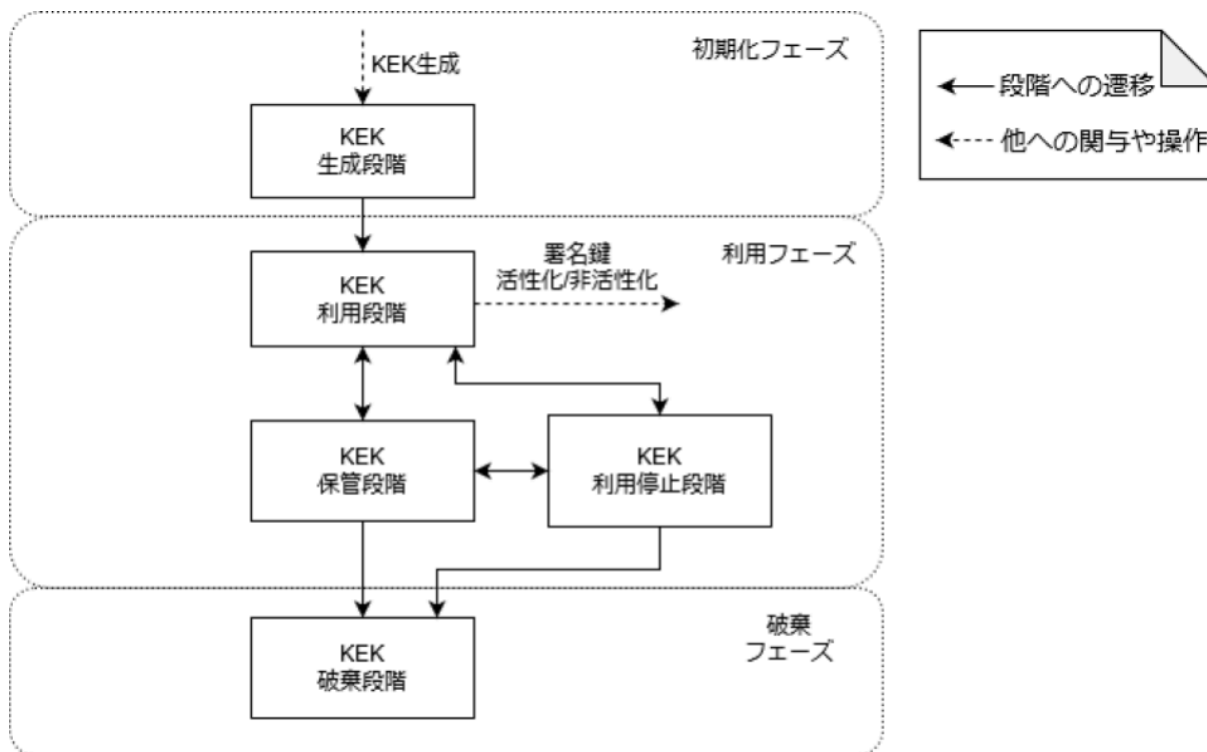 初期化フェーズ
KEK生成
KEK
生成段階
段階への遷移
他への関与や操作
利用フェーズ
署名鍵
活性化/非活性化
KEK
利用段階
KEK
保管段階
KEK
利用停止段階
破棄
フェーズ
KEK
破棄段階